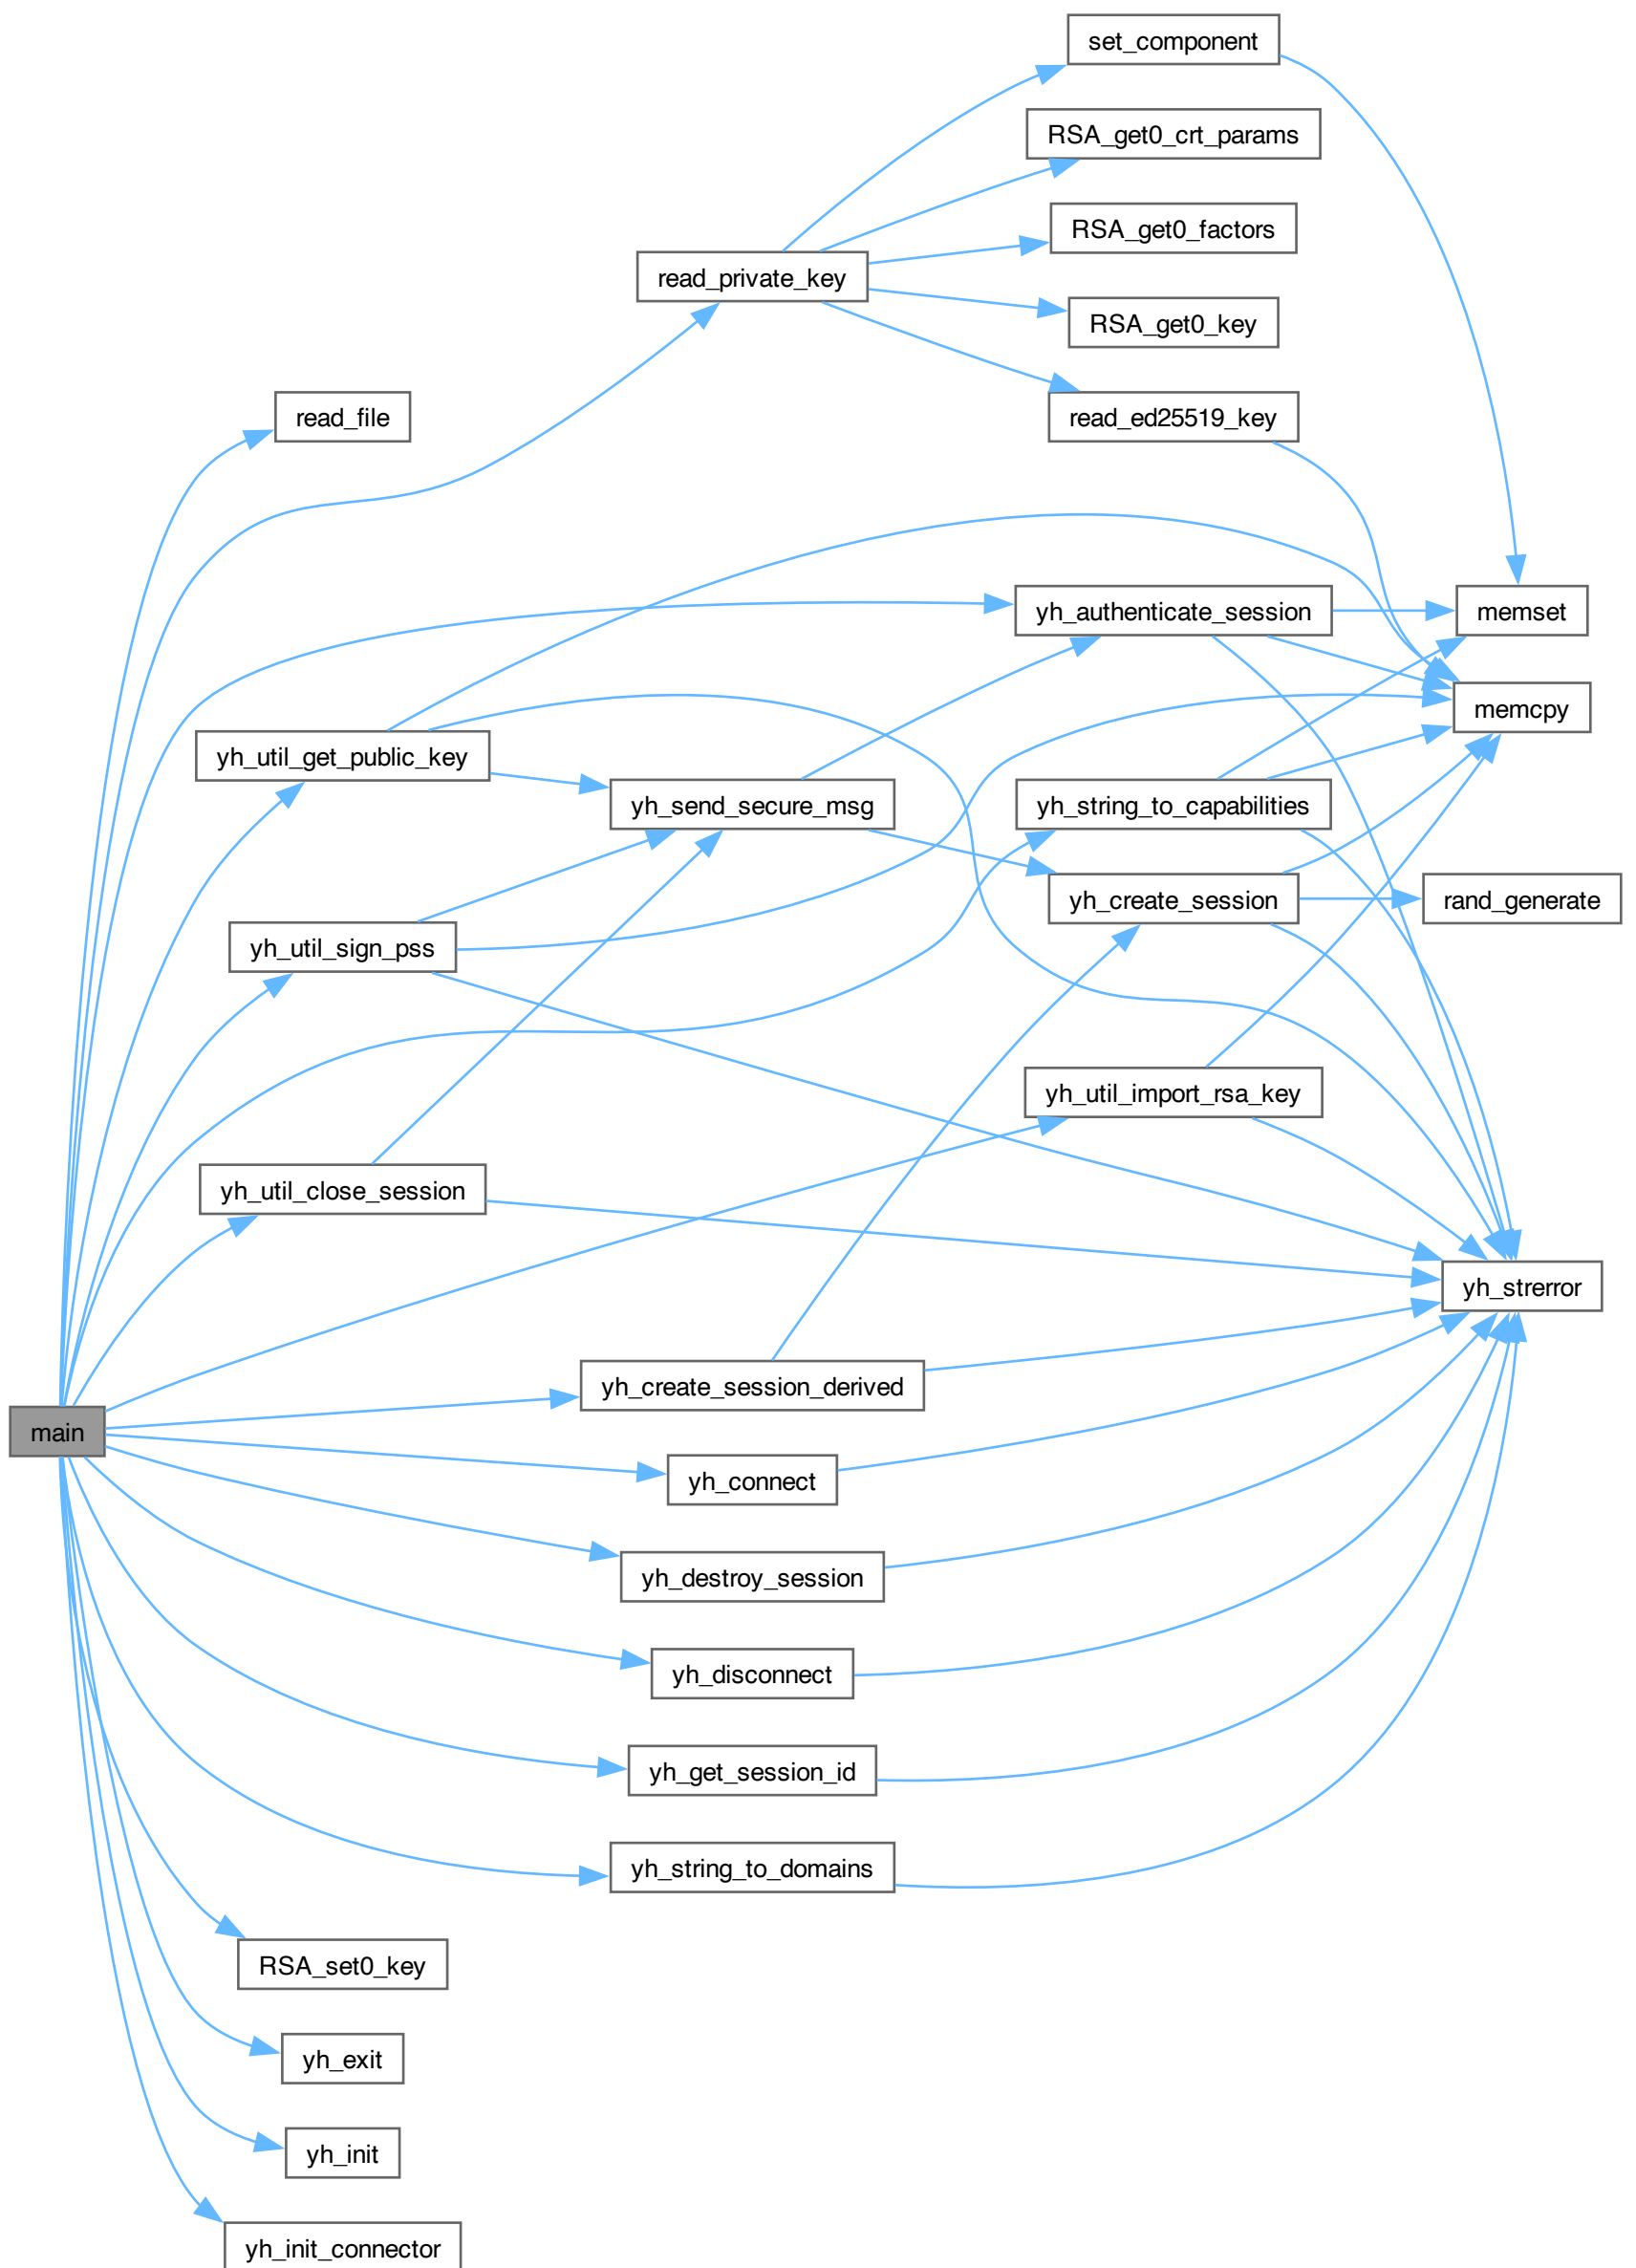 set_component
RSA_get0_crt_params
RSA_get0_factors
read_private_key
RSA_get0_key
read_file
read_ed25519_key
yh_authenticate_session
memset
memcpy
yh_util_get_public_key
yh_send_secure_msg
yh_string_to_capabilities
yh_create_session
rand_generate
yh_util_sign_pss
yh_util_import_rsa_key
yh_util_close_session
yh_strerror
yh_create_session_derived
main
yh_connect
yh_destroy_session
yh_disconnect
yh_get_session_id
yh_string_to_domains
RSA_set0_key
yh_exit
yh_init
yh_init_connector